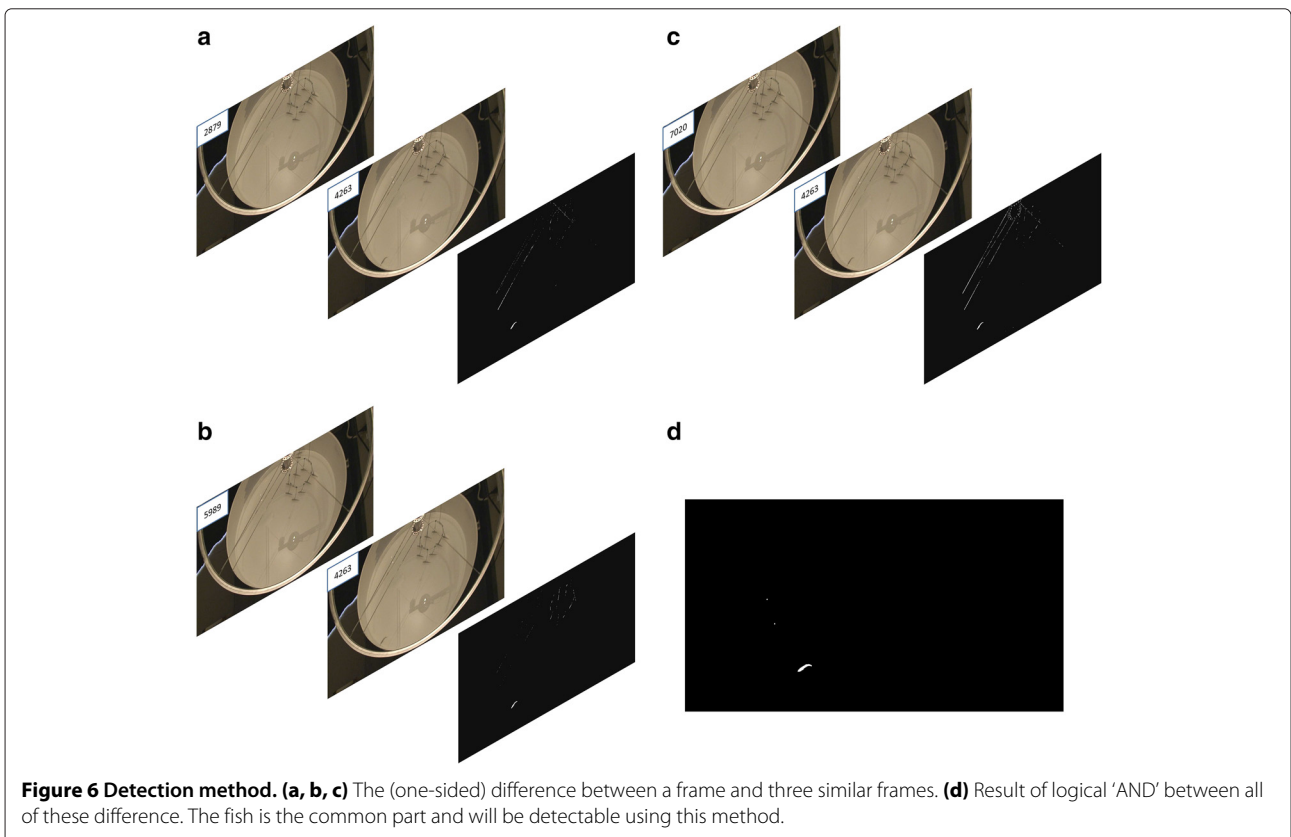 a
c
2879
7020
4263
4263
b
d
5989
4263
Figure 6 Detection method. (a, b, c) The (one-sided) difference between a frame and three similar frames. (d) Result of logical ‘AND’ between all
of these difference. The fish is the common part and will be detectable using this method.